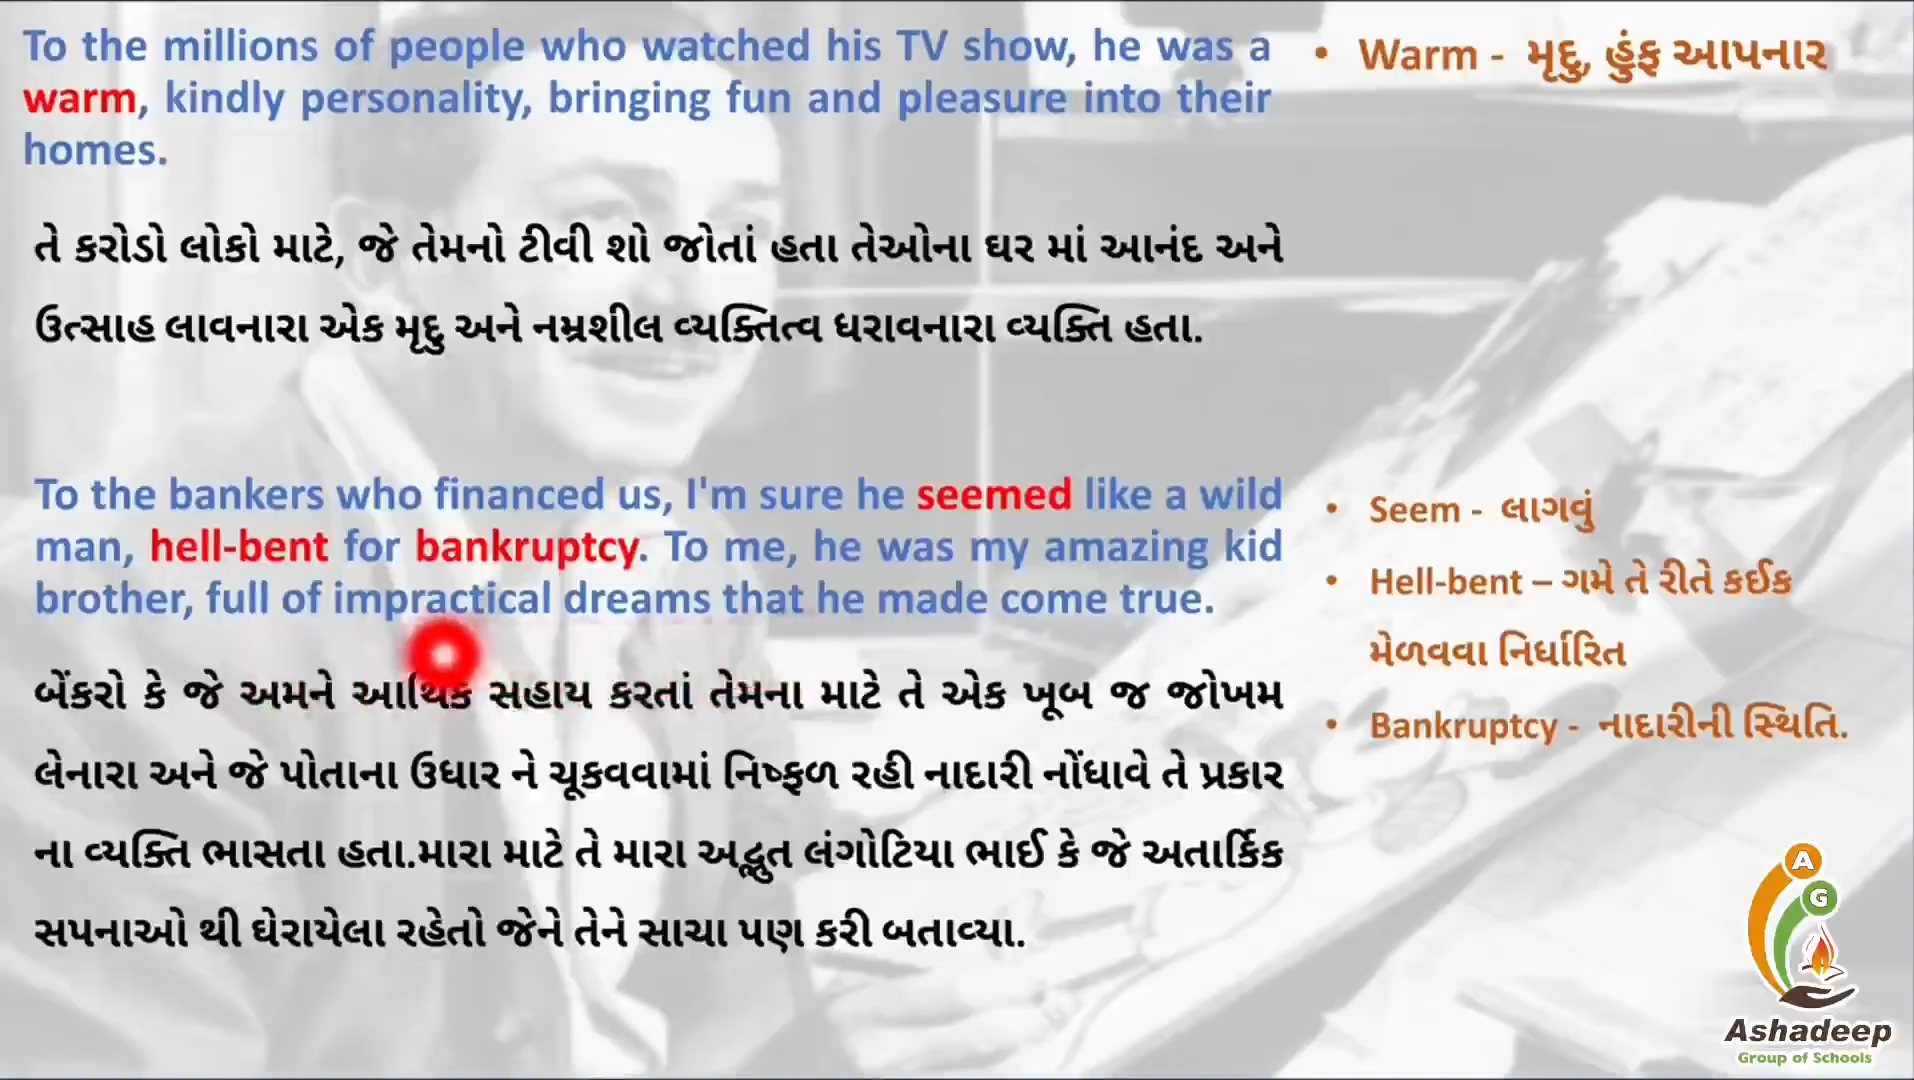 To the millions of people who watched his TV show, he was a
warm, kindly personality, bringing fun and pleasure into their
homes.
• Warm - મૃદુ, હુંફ આપનાર
તે કરોડો લોકો માટે, જે તેમનો ટીવી શો જોતાં હતા તેઓના ઘર માં આનંદ અને
ઉત્સાહ લાવનારા એક મૃદુ અને નમ્રશીલ વ્યક્તિત્વ ધરાવનારા વ્યક્તિ હતા.
To the bankers who financed us, I'm sure he seemed like a wild
man, hell-bent for bankruptcy. To me, he was my amazing kid
brother, full of impractical dreams that he made come true.
• Seem - લાગવું
• Hell-bent – ગમે તે રીતે કઈક
મેળવવા નિર્ધારિત
• Bankruptcy - નાદારીની સ્થિતિ.
બેંકરો કે જે અમને આર્થિક સહાય કરતાં તેમના માટે તે એક ખૂબ જ જોખમ
લેનારા અને જે પોતાના ઉધાર ને ચૂકવવામાં નિષ્ફળ રહી નાદારી નોંધાવે તે પ્રકાર
ના વ્યક્તિ ભાસતા હતા.મારા માટે તે મારા અદ્ભુત લંગોટિયા ભાઈ કે જે અતાર્કિક
સપનાઓ થી ઘેરાયેલા રહેતો જેને તેને સાચા પણ કરી બતાવ્યા.
A
G
Ashadeep
Group of Schools